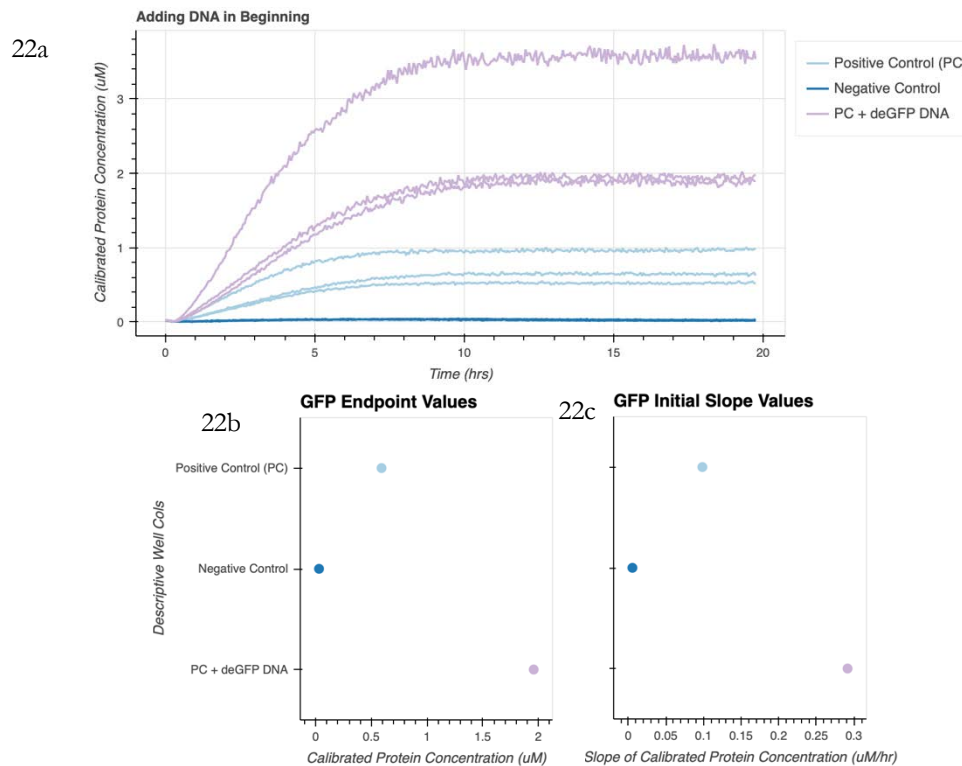 Adding DNA in Beginning
22a
Calibrated Protein Concentration (uM)
3
2
1
0
0
5
10
15
20
Time (hrs)
Positive Control (PC
Negative Control
PC + deGFP DNA
22b
GFP Endpoint Values
Descriptive Well Cols
Positive Control (PC)
Negative Control
PC + deGFP DNA
0
0.5
1
1.5
2
Calibrated Protein Concentration (uM)
22c
GFP Initial Slope Values
0
0.05
0.1
0.15
0.2
0.25
0.3
Slope of Calibrated Protein Concentration (uM/hr)